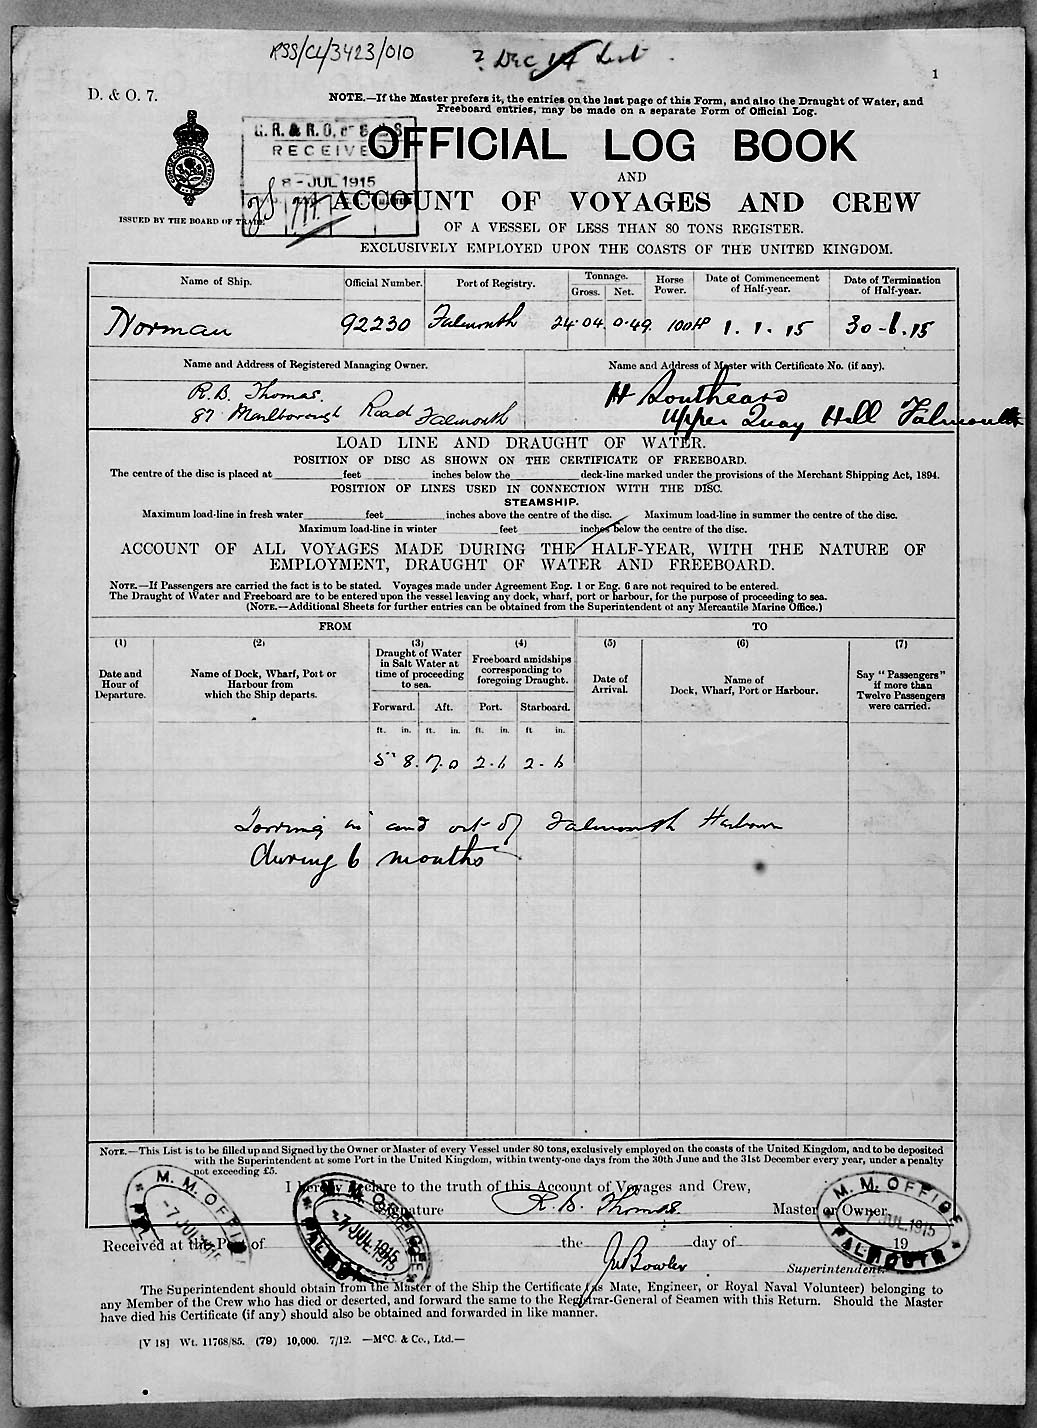 RSS/CL/3423/010
? Dec 14 List
1
D. & O. 7.
NOTE.—If the Master prefers it, the entries on the last page of this Form, and also the Draught of Water, and
Freeboard entries, may be made on a separate Form of Official Log.
G. R. & R. O. of S & S
RECEIVED
8 - JUL 1915
OFFICIAL LOG BOOK
AND
ACCOUNT OF VOYAGES AND CREW
ISSUED BY THE BOARD OF TRADE.
OF A VESSEL OF LESS THAN 80 TONS REGISTER.
EXCLUSIVELY EMPLOYED UPON THE COASTS OF THE UNITED KINGDOM.
Name of Ship. Official Number. Port of Registry. Tonnage. Gross. Net. Horse Power. Date of Commencement of Half-year. Date of Termination of Half-year.
Norman 92230 Falmouth 24.04 0.49 100HP 1.1.15 30-6.15
Name and Address of Registered Managing Owner. Name and Address of Master with Certificate No. (if any).
R.B. Thomas. H Southeard
87 Marlborough Road Falmouth Upper Quay Hill Falmouth
LOAD LINE AND DRAUGHT OF WATER.
POSITION OF DISC AS SHOWN ON THE CERTIFICATE OF FREEBOARD.
The centre of the disc is placed at feet inches below the deck-line marked under the provisions of the Merchant Shipping Act, 1894.
POSITION OF LINES USED IN CONNECTION WITH THE DISC.
STEAMSHIP.
Maximum load-line in fresh water feet inches above the centre of the disc. Maximum load-line in summer the centre of the disc.
Maximum load-line in winter feet inches below the centre of the disc.
ACCOUNT OF ALL VOYAGES MADE DURING THE HALF-YEAR, WITH THE NATURE OF
EMPLOYMENT, DRAUGHT OF WATER AND FREEBOARD.
NOTE.—If Passengers are carried the fact is to be stated. Voyages made under Agreement Eng. 1 or Eng. 6 are not required to be entered.
The Draught of Water and Freeboard are to be entered upon the vessel leaving any dock, wharf, port or harbour, for the purpose of proceeding to sea.
(NOTE.—Additional Sheets for further entries can be obtained from the Superintendent of any Mercantile Marine Office.)
FROM TO
(1) (2) (3) (4) (5) (6) (7)
Date and Hour of Departure.
Name of Dock, Wharf, Port or Harbour from which the Ship departs.
Draught of Water in Salt Water at time of proceeding to sea.
Freeboard amidships corresponding to foregoing Draught.
Date of Arrival.
Name of Dock, Wharf, Port or Harbour.
Say "Passengers" if more than Twelve Passengers were carried.
Forward. Aft. Port. Starboard.
ft. in. ft. in. ft. in. ft in.
5" 8. 7.0 2-6 2-6
Towing in and out of Falmouth Harbour
during 6 months
NOTE.—This List is to be filled up and Signed by the Owner or Master of every Vessel under 80 tons, exclusively employed on the coasts of the United Kingdom, and to be deposited
with the Superintendent at some Port in the United Kingdom, within twenty-one days from the 30th June and the 31st December every year, under a penalty
not exceeding £5.
I hereby declare to the truth of this Account of Voyages and Crew,
Signature R. B. Thomas Master or Owner.
M. M. OFFICE 7 JUL 1915 FALMOUTH
M. M. OFFICE 7 JUL 1915 FALMOUTH
M. M. OFFICE 7 JUL 1915 FALMOUTH
Received at the Port of the day of 19
Bowler Superintendent.
The Superintendent should obtain from the Master of the Ship the Certificate (as Mate, Engineer, or Royal Naval Volunteer) belonging to
any Member of the Crew who has died or deserted, and forward the same to the Registrar-General of Seamen with this Return. Should the Master
have died his Certificate (if any) should also be obtained and forwarded in like manner.
[V 18] Wt. 11768/85. (79) 10,000. 7/12. —McC. & Co., Ltd.—